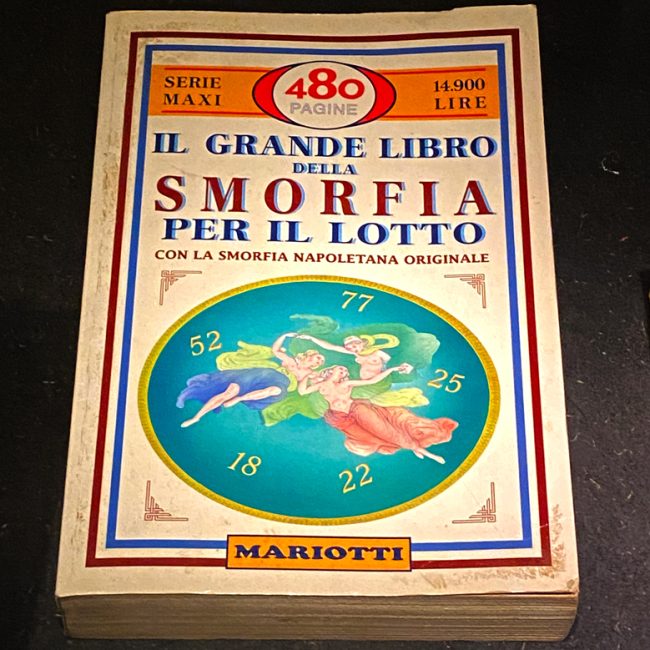 SERIE MAXI
480 PAGINE
14.900 LIRE
IL GRANDE LIBRO
DELLA
SMORFIA
PER IL LOTTO
CON LA SMORFIA NAPOLETANA ORIGINALE
77
52
25
18
22
MARIOTTI